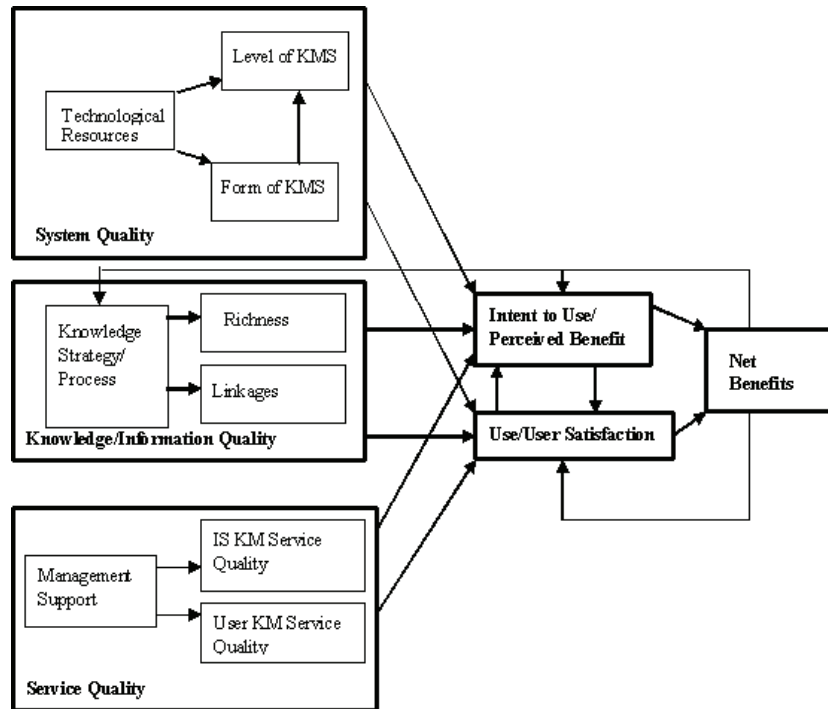 Level of KMS
Technological
Resources
Form of KMS
System Quality
Knowledge
Strategy/
Process
Richness
Linkages
Knowledge/Information Quality
Intent to Use/
Perceived Benefit
Use/User Satisfaction
Net
Benefits
IS KM Service
Quality
Management
Support
User KM Service
Quality
Service Quality